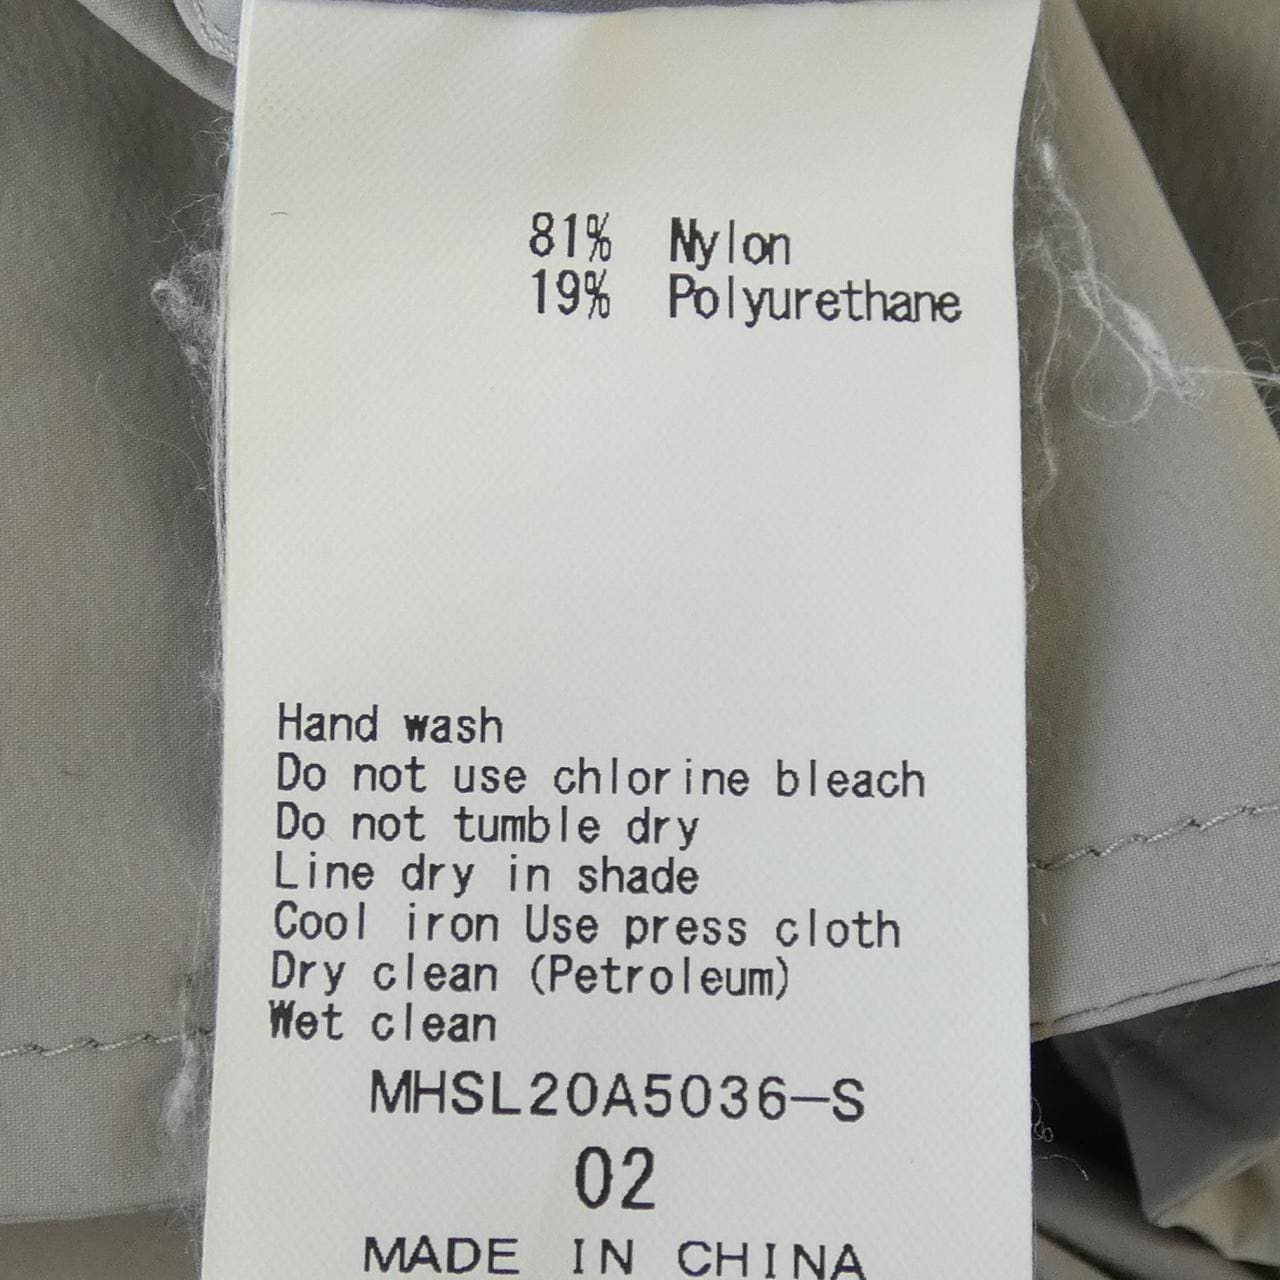 81% Nylon
19% Polyurethane
Hand wash
Do not use chlorine bleach
Do not tumble dry
Line dry in shade
Cool iron Use press cloth
Dry clean (Petroleum)
Wet clean
MHSL20A5036-S
02
MADE IN CHINA